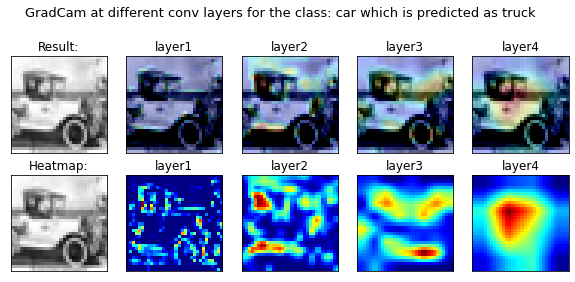 GradCam at different conv layers for the class: car which is predicted as truck
Result: layer1 layer2 layer3 layer4
Heatmap: layer1 layer2 layer3 layer4